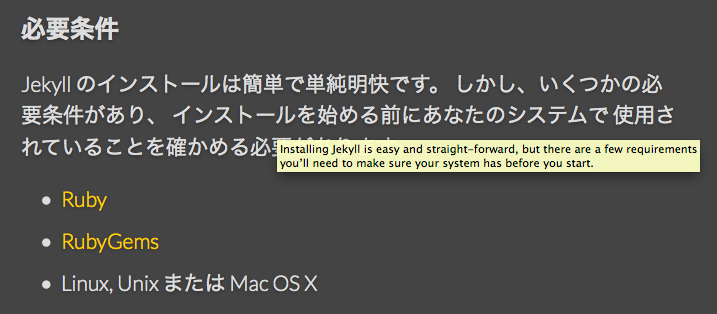 必要条件
Jekyll のインストールは簡単で単純明快です。 しかし、いくつかの必
要条件があり、 インストールを始める前にあなたのシステムで 使用さ
れていることを確かめる必要があります。
Installing Jekyll is easy and straight-forward, but there are a few requirements
you'll need to make sure your system has before you start.
Ruby
RubyGems
Linux, Unix または Mac OS X